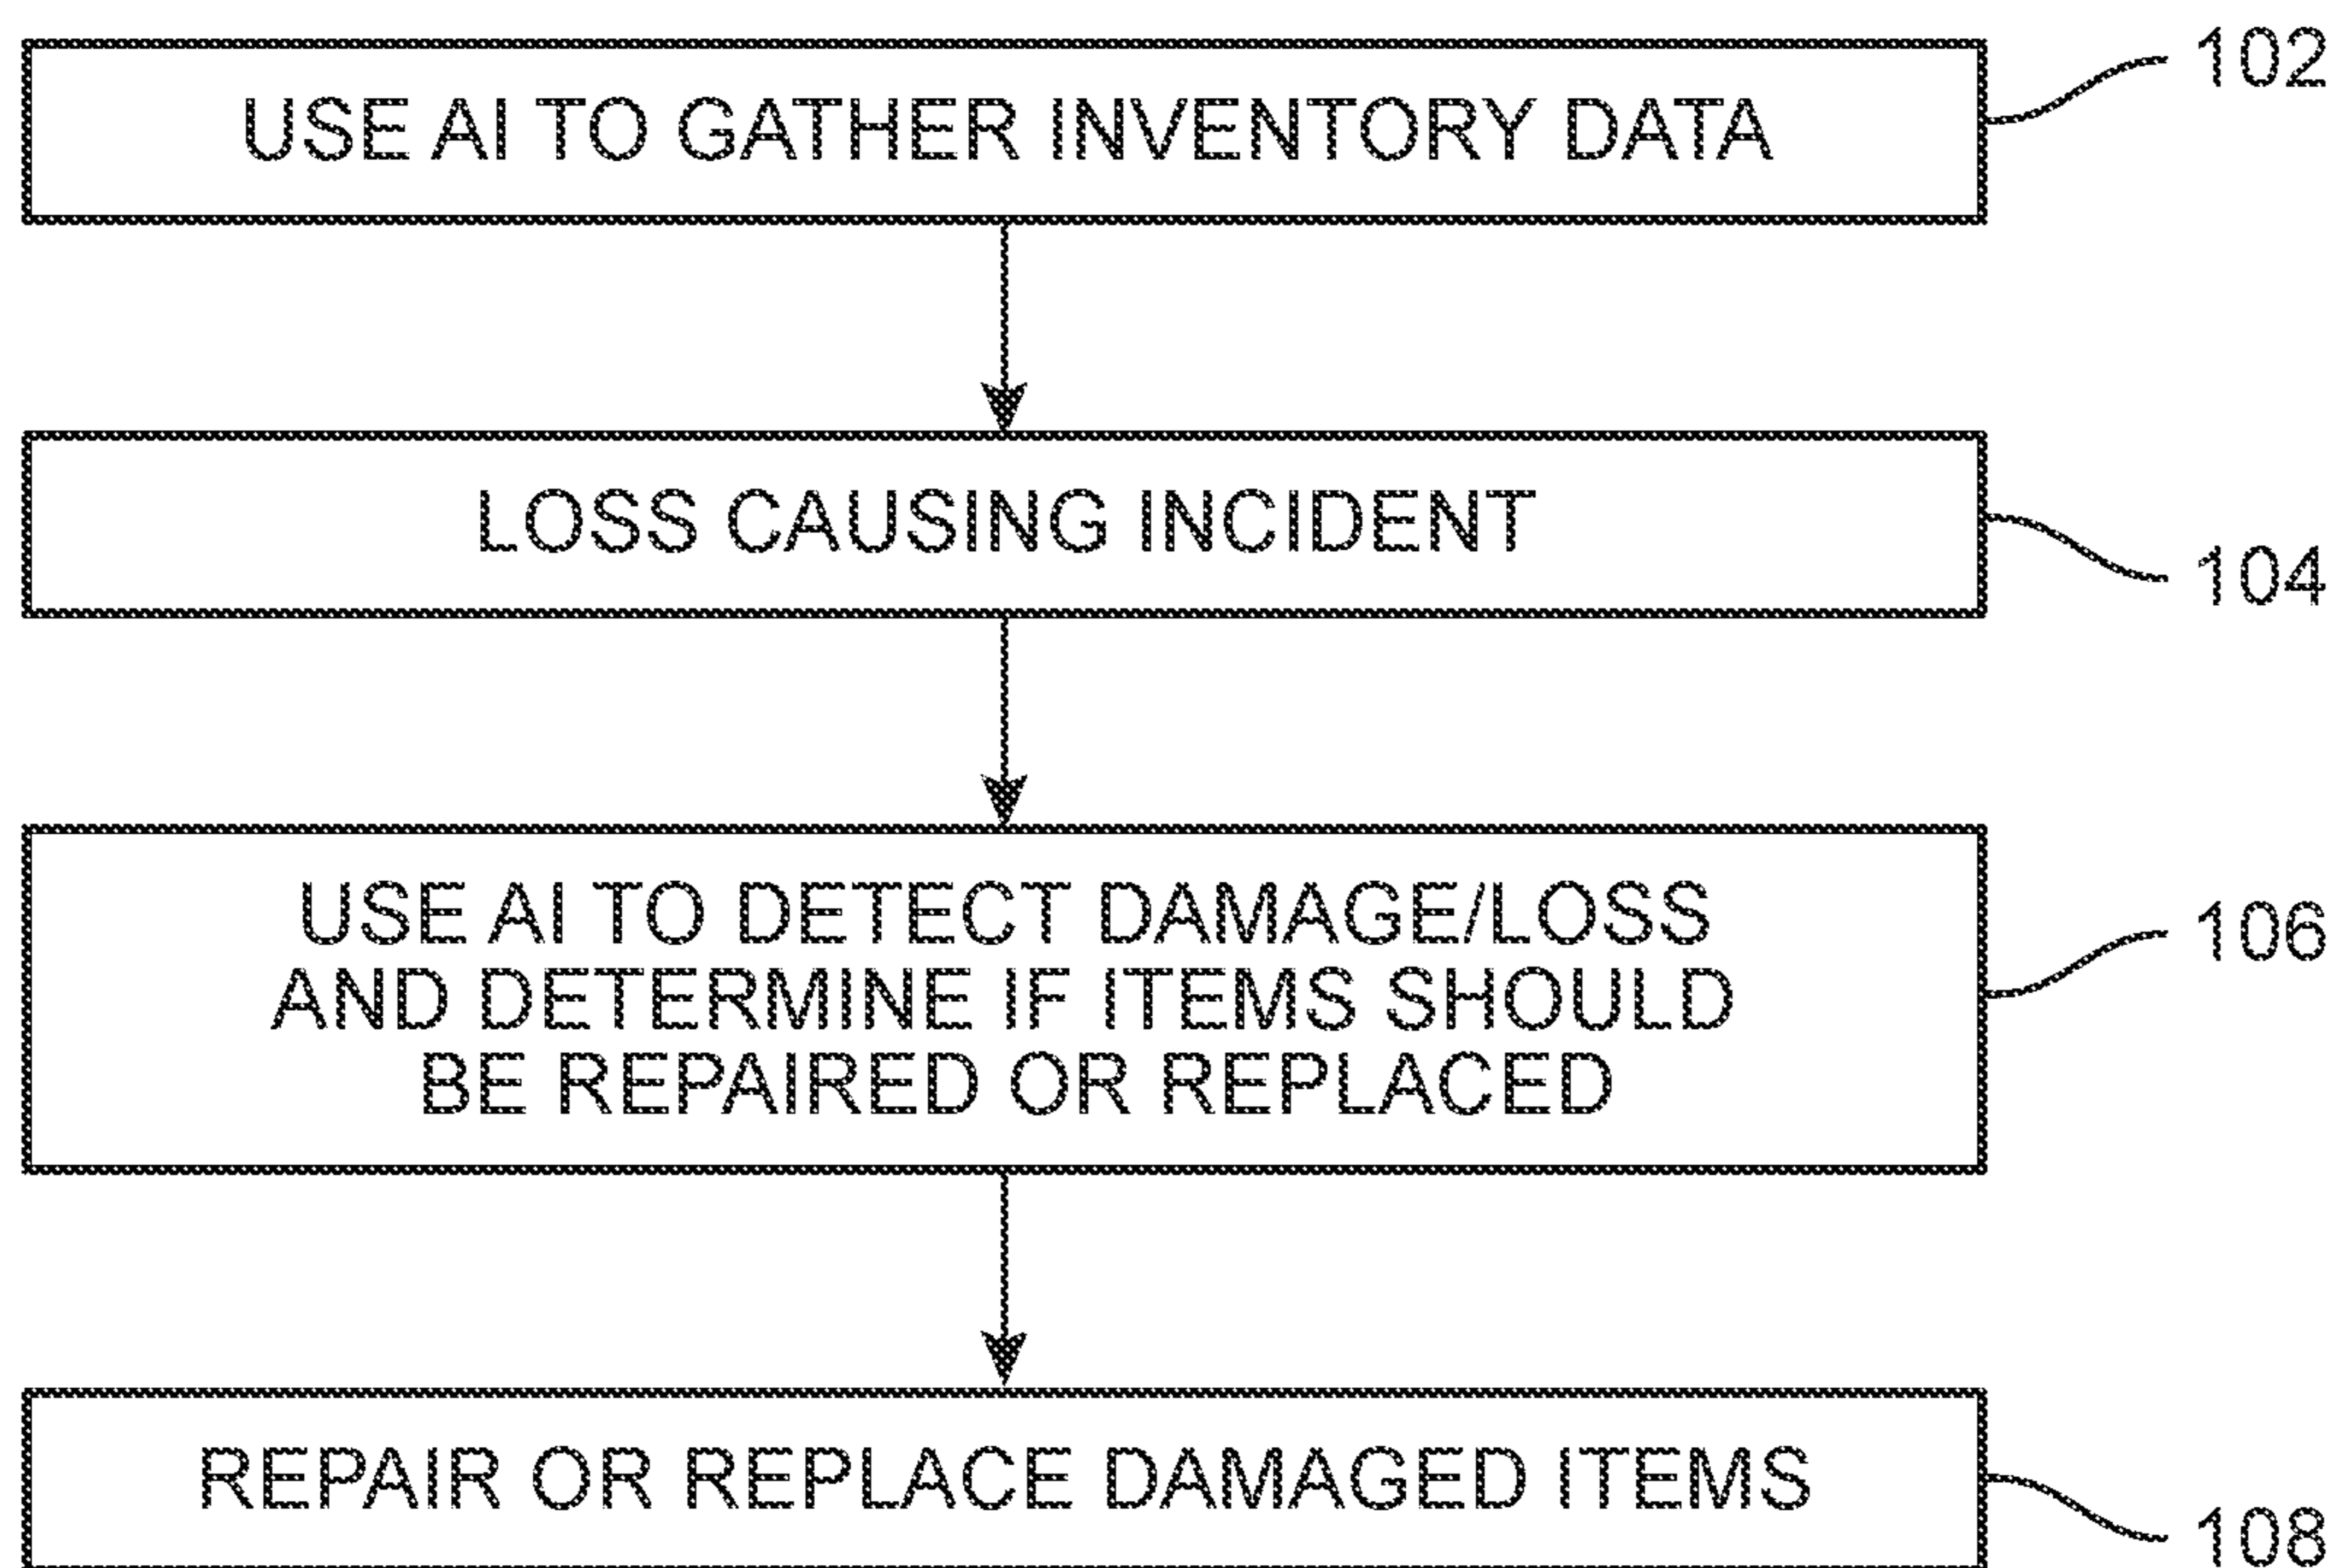 USE AI TO GATHER INVENTORY DATA
102
LOSS CAUSING INCIDENT
104
USE AI TO DETECT DAMAGE/LOSS
AND DETERMINE IF ITEMS SHOULD
BE REPAIRED OR REPLACED
106
REPAIR OR REPLACE DAMAGED ITEMS
108